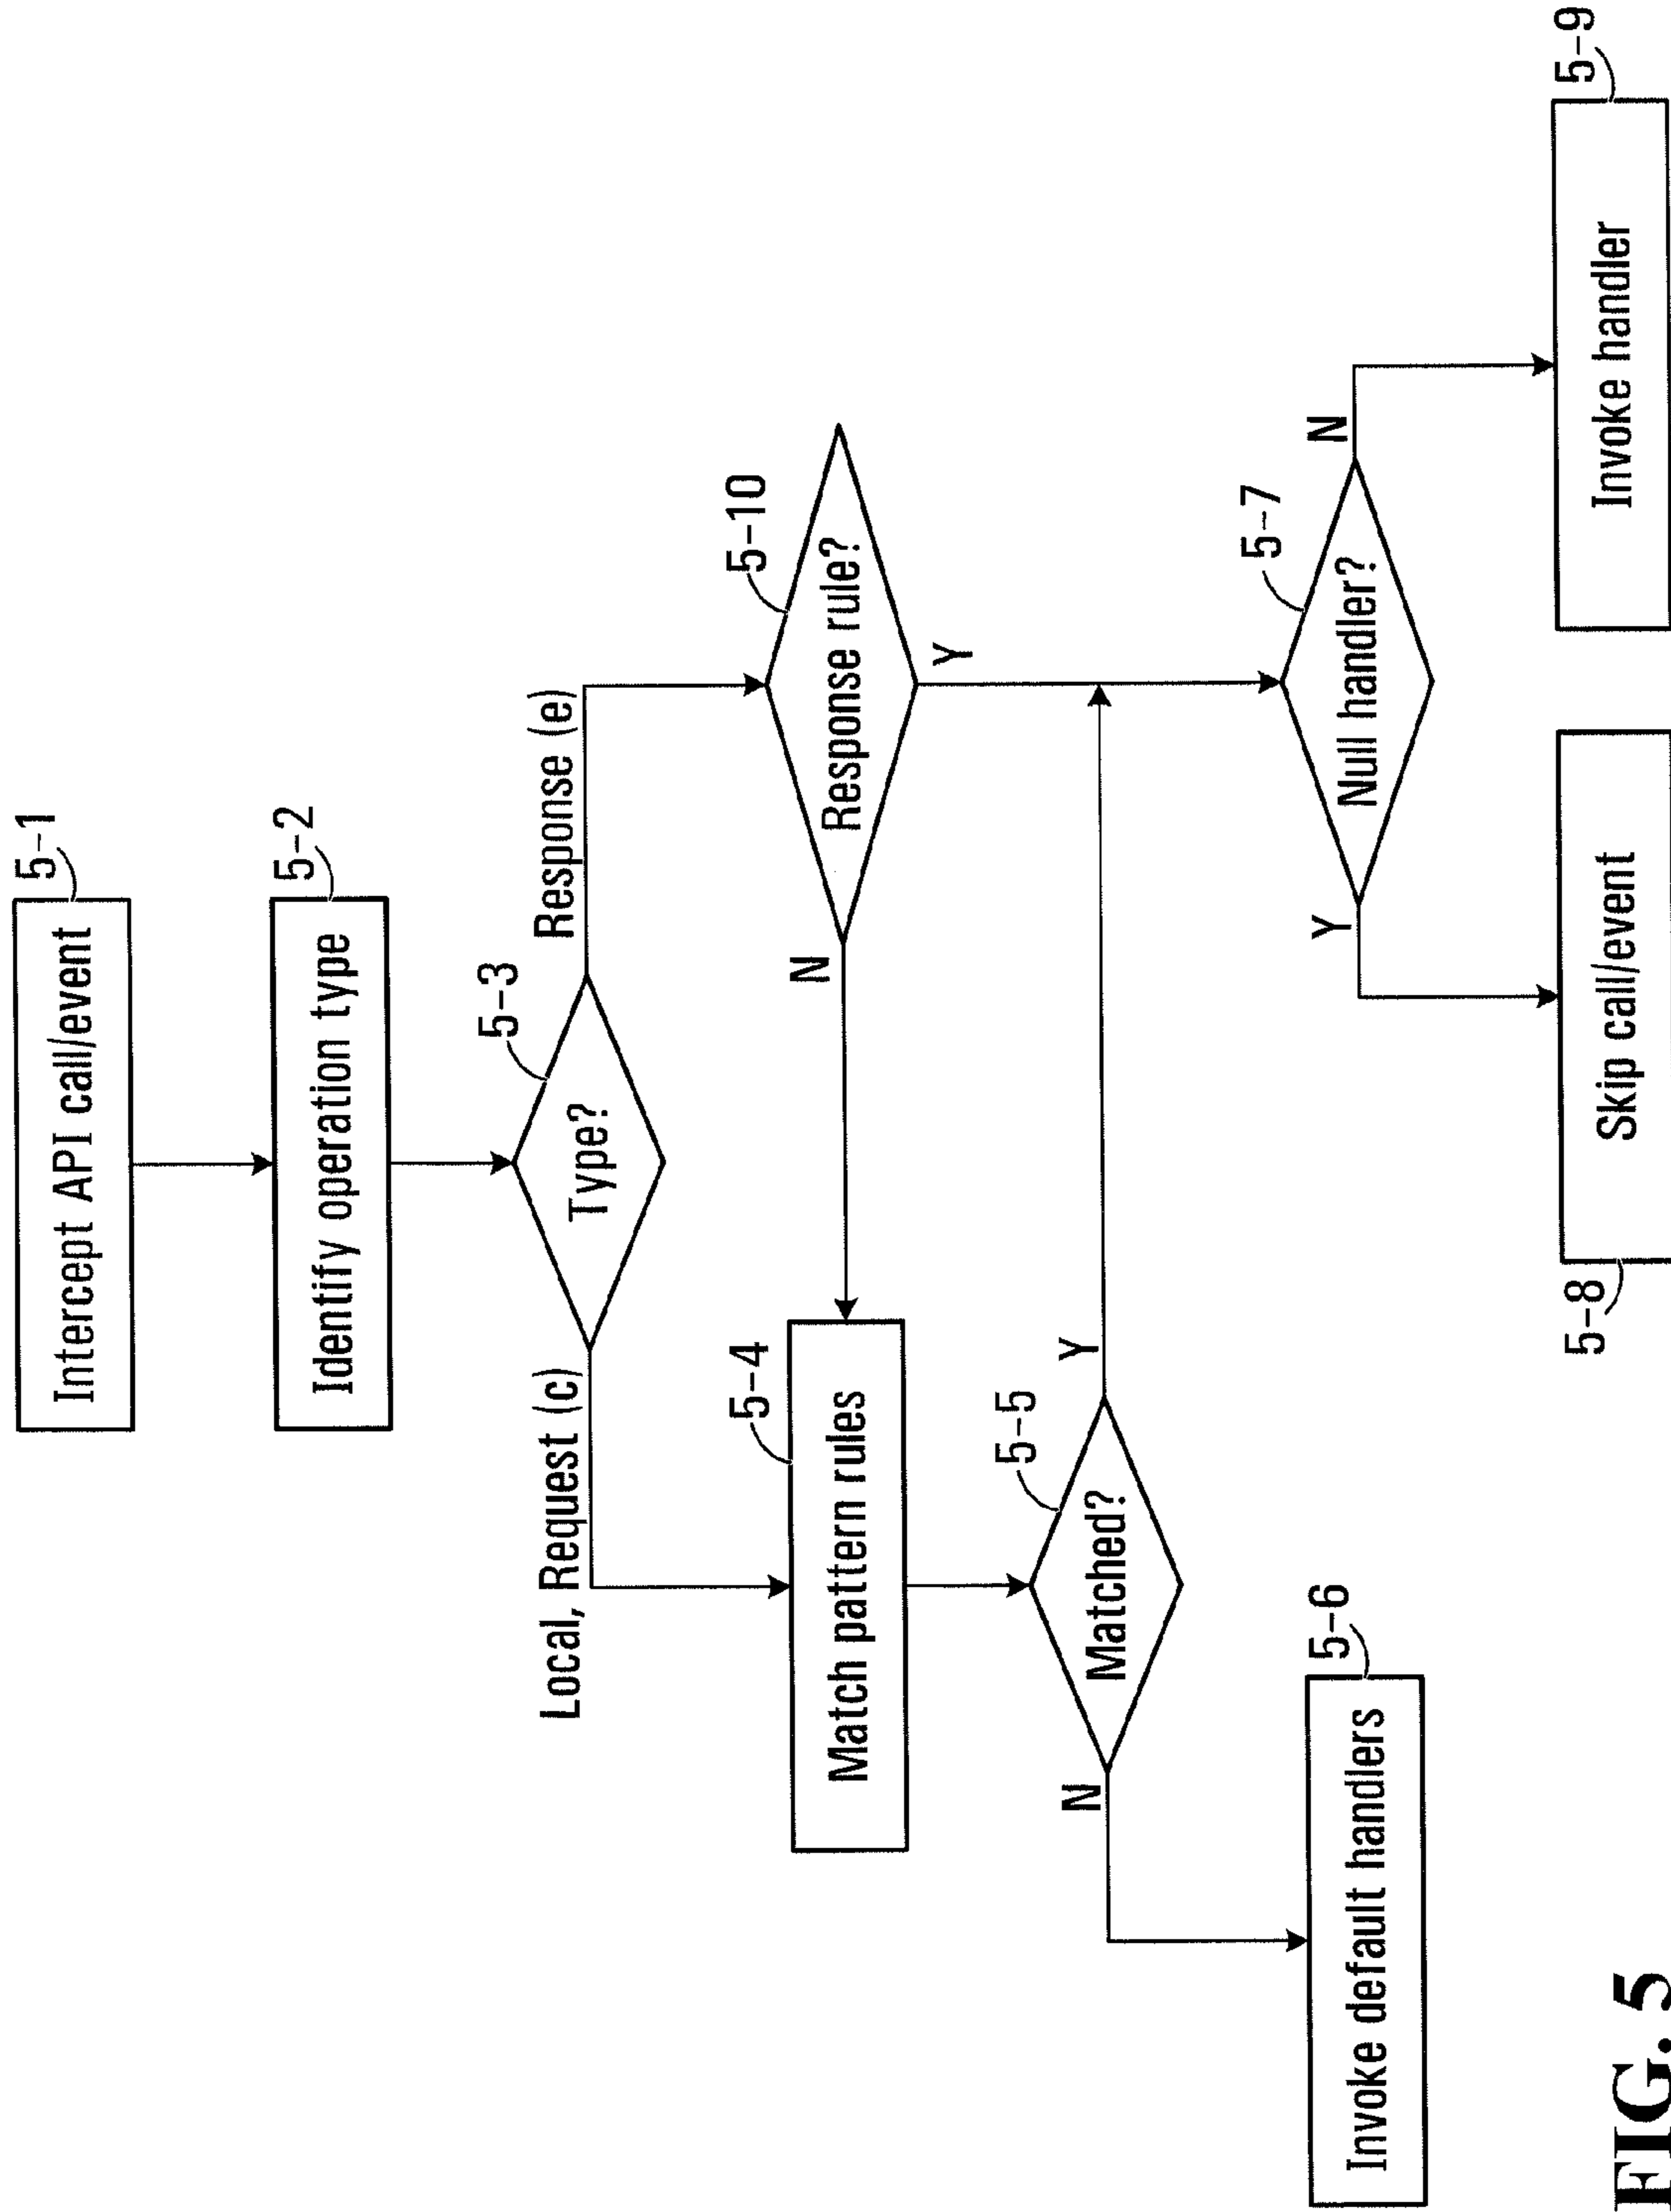 5-1
Intercept API call/event
5-2
Identify operation type
5-3
Type?
Local, Request (c)
Response (e)
5-4
Match pattern rules
5-10
Response rule?
N
Y
5-5
Matched?
N
Y
5-6
Invoke default handlers
5-7
Null handler?
Y
N
5-8
Skip call/event
5-9
Invoke handler
FIG. 5